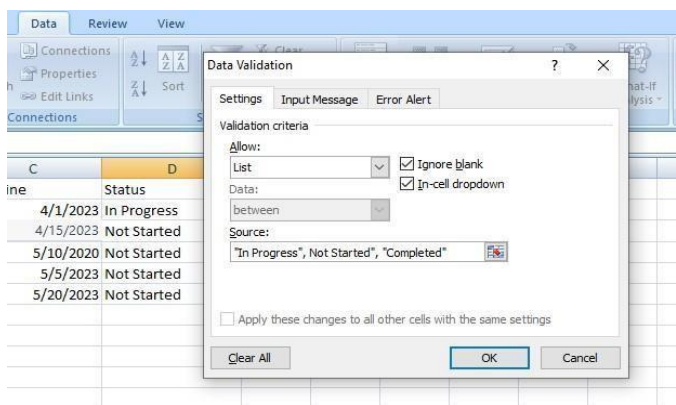 Data Review View
Connections
Properties
Edit Links
Connections
Sort
Clear
Data Validation ? X
Settings Input Message Error Alert
Validation criteria
Allow:
List
Ignore blank
In-cell dropdown
Data:
between
Source:
"In Progress", Not Started", "Completed"
Apply these changes to all other cells with the same settings
Clear All OK Cancel
C D
ine Status
4/1/2023 In Progress
4/15/2023 Not Started
5/10/2020 Not Started
5/5/2023 Not Started
5/20/2023 Not Started